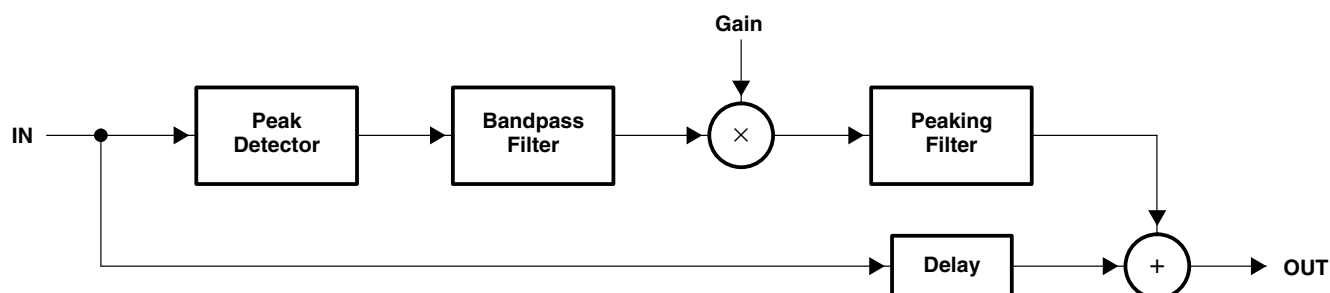 Gain
IN
Peak
Detector
Bandpass
Filter
×
Peaking
Filter
Delay
+
OUT